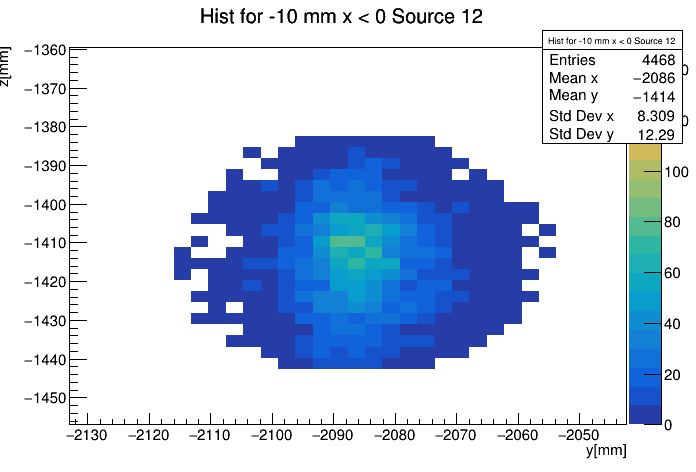 Hist for -10 mm x < 0 Source 12
z[mm]
−1360
−1370
−1380
−1390
−1400
−1410
−1420
−1430
−1440
−1450
−2130 −2120 −2110 −2100 −2090 −2080 −2070 −2060 −2050
y[mm]
Hist for -10 mm x < 0 Source 12
Entries 4468
Mean x −2086
Mean y −1414
Std Dev x 8.309
Std Dev y 12.29
100
80
60
40
20
0